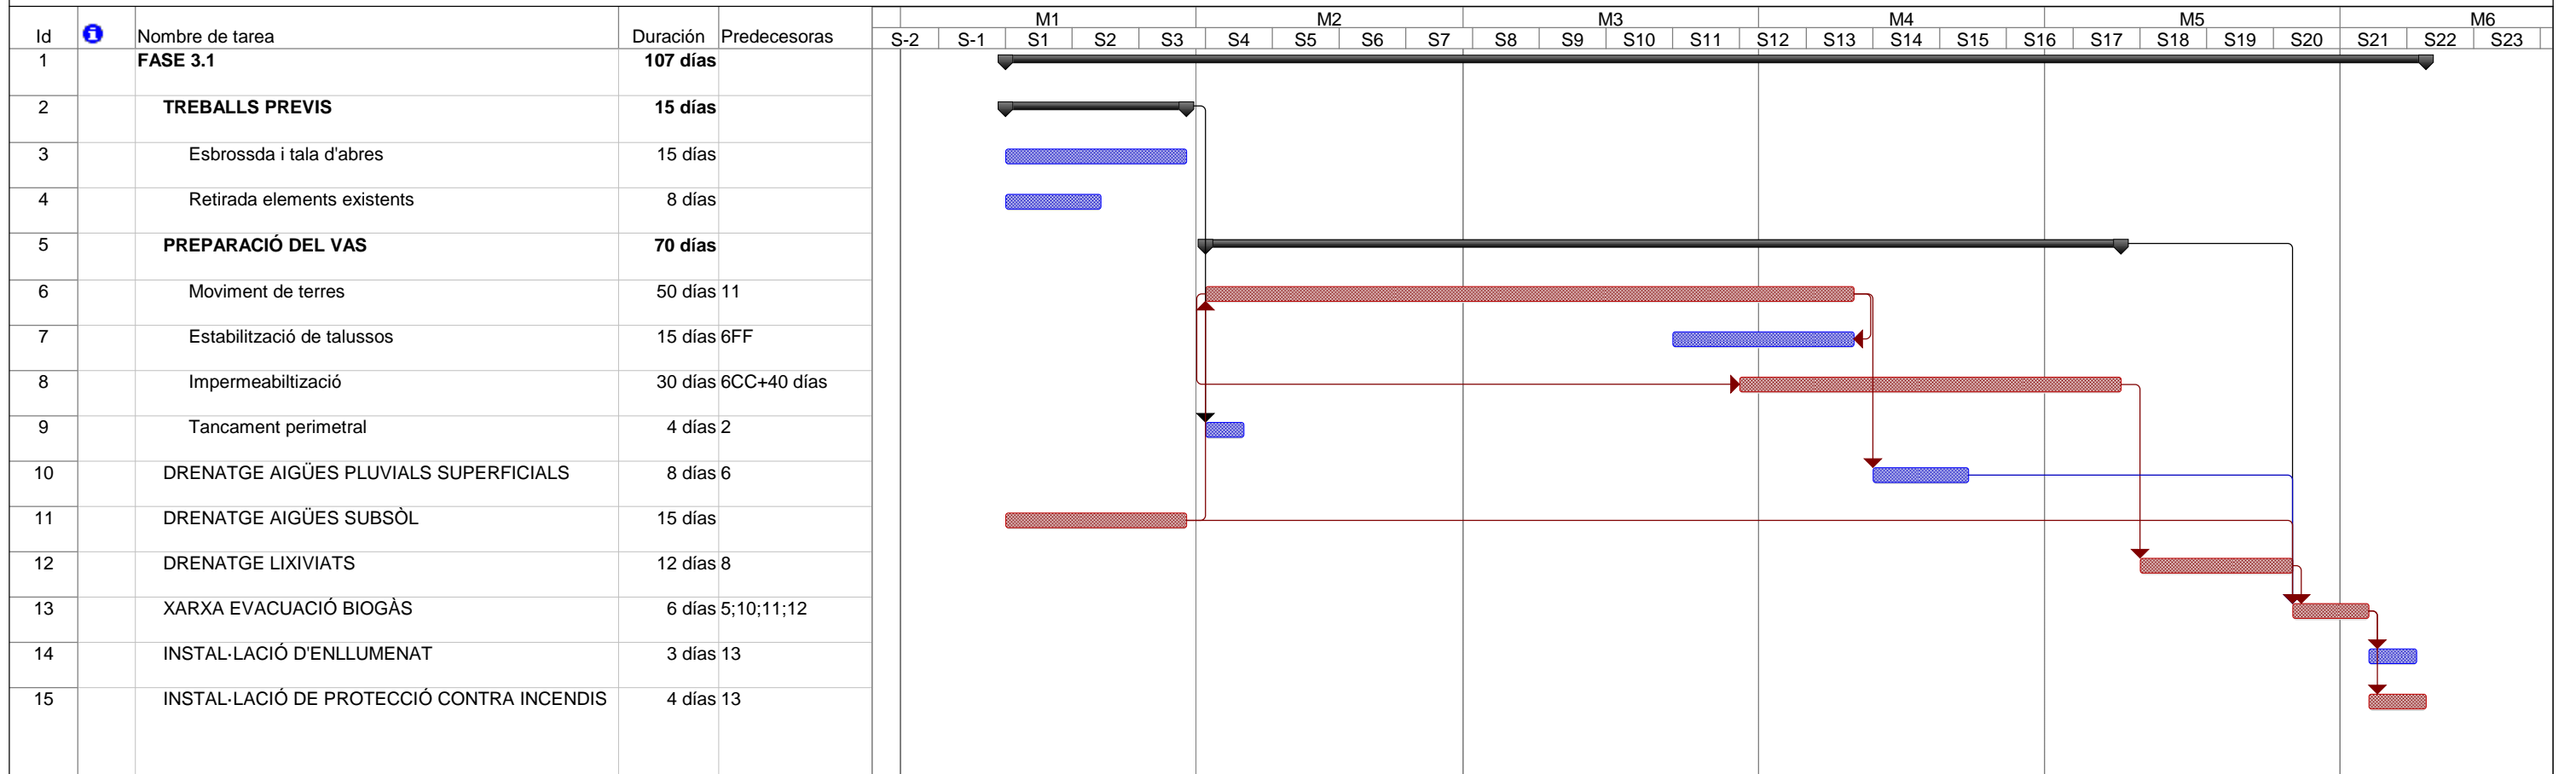 M1 M2 M3 M4 M5 M6
Id Nombre de tarea Duración Predecesoras S-2 S-1 S1 S2 S3 S4 S5 S6 S7 S8 S9 S10 S11 S12 S13 S14 S15 S16 S17 S18 S19 S20 S21 S22 S23
1 FASE 3.1 107 días
2 TREBALLS PREVIS 15 días
3 Esbrossda i tala d'abres 15 días
4 Retirada elements existents 8 días
5 PREPARACIÓ DEL VAS 70 días
6 Moviment de terres 50 días 11
7 Estabilització de talussos 15 días 6FF
8 Impermeabiltizació 30 días 6CC+40 días
9 Tancament perimetral 4 días 2
10 DRENATGE AIGÜES PLUVIALS SUPERFICIALS 8 días 6
11 DRENATGE AIGÜES SUBSÒL 15 días
12 DRENATGE LIXIVIATS 12 días 8
13 XARXA EVACUACIÓ BIOGÀS 6 días 5;10;11;12
14 INSTAL·LACIÓ D'ENLLUMENAT 3 días 13
15 INSTAL·LACIÓ DE PROTECCIÓ CONTRA INCENDIS 4 días 13